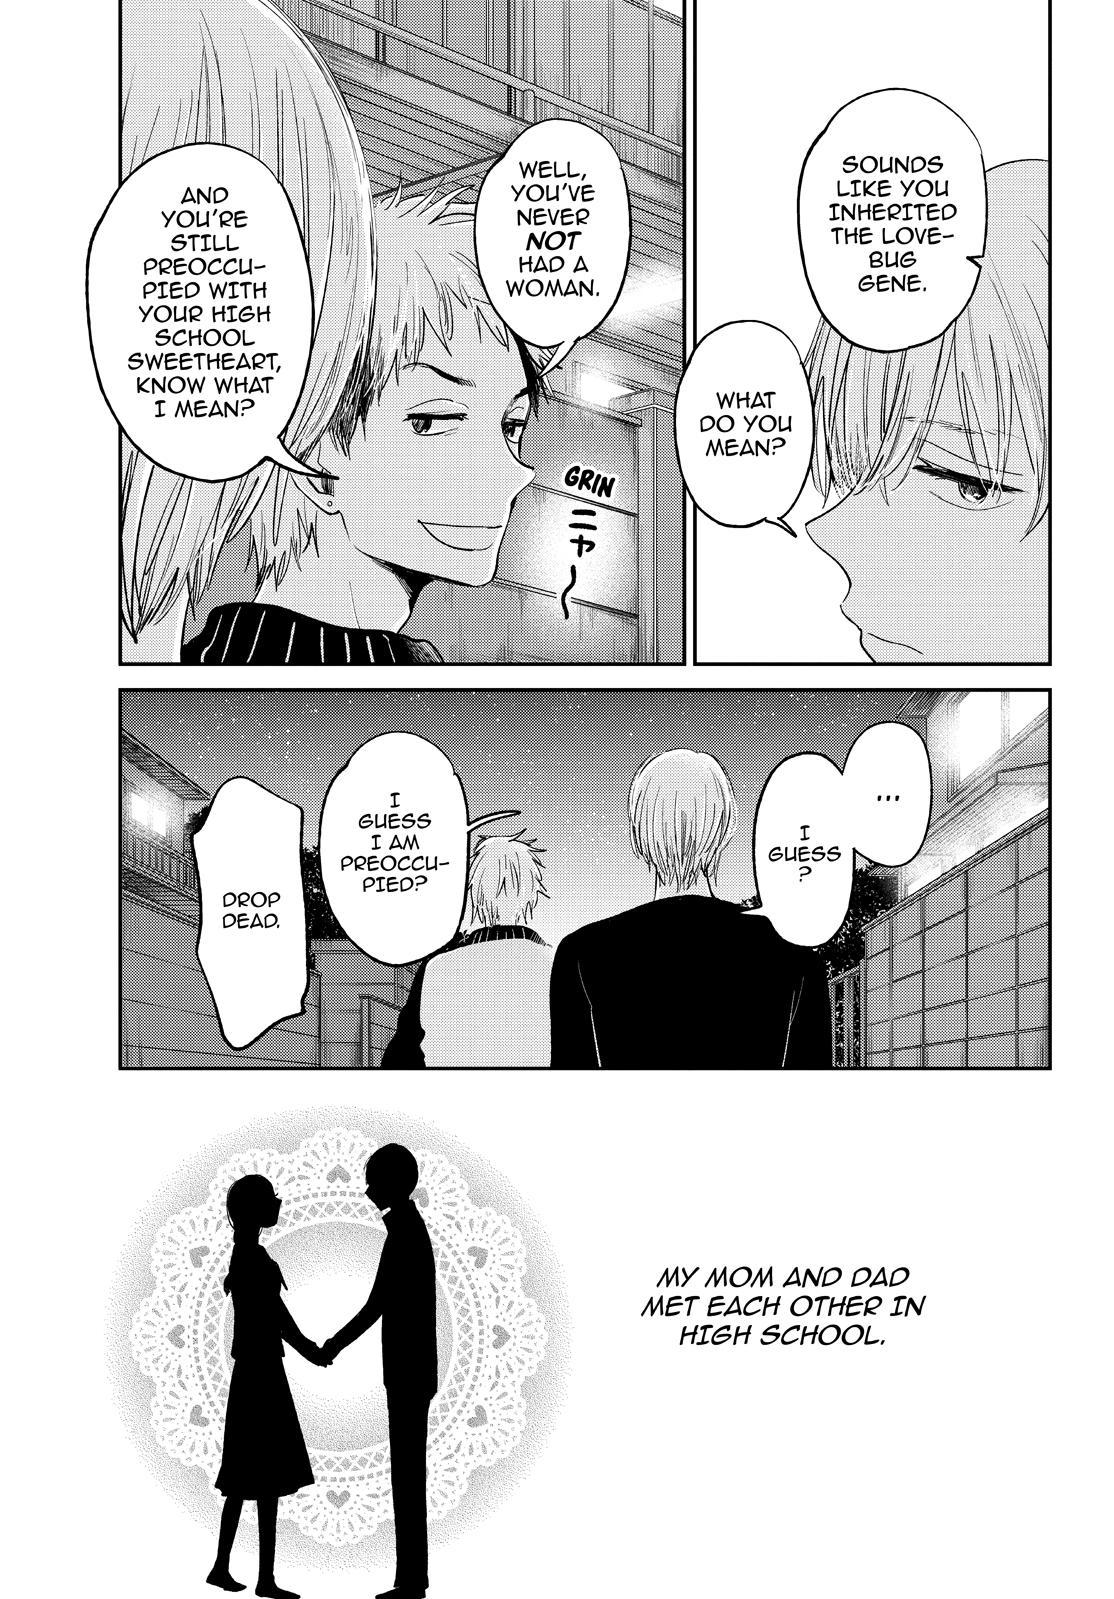 SOUNDS
LIKE YOU
INHERITED
THE LOVE-
BUG
GENE.
WHAT
DO YOU
MEAN?
WELL,
YOU'VE
NEVER
NOT
HAD A
WOMAN.
AND
YOU'RE
STILL
PREOCCU-
PIED WITH
YOUR HIGH
SCHOOL
SWEETHEART,
KNOW WHAT
I MEAN?
GRIN
ニャ〜
...
I
GUESS
?
I
GUESS
I AM
PREOCCU-
PIED?
DROP
DEAD.
MY MOM AND DAD
MET EACH OTHER IN
HIGH SCHOOL.